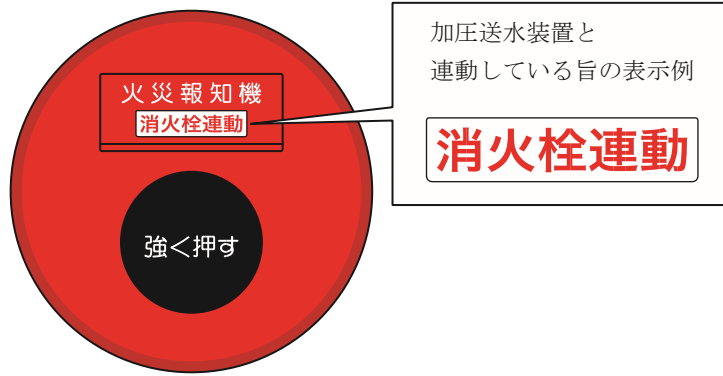 火災報知機
消火栓連動
強く押す
加圧送水装置と
連動している旨の表示例
消火栓連動